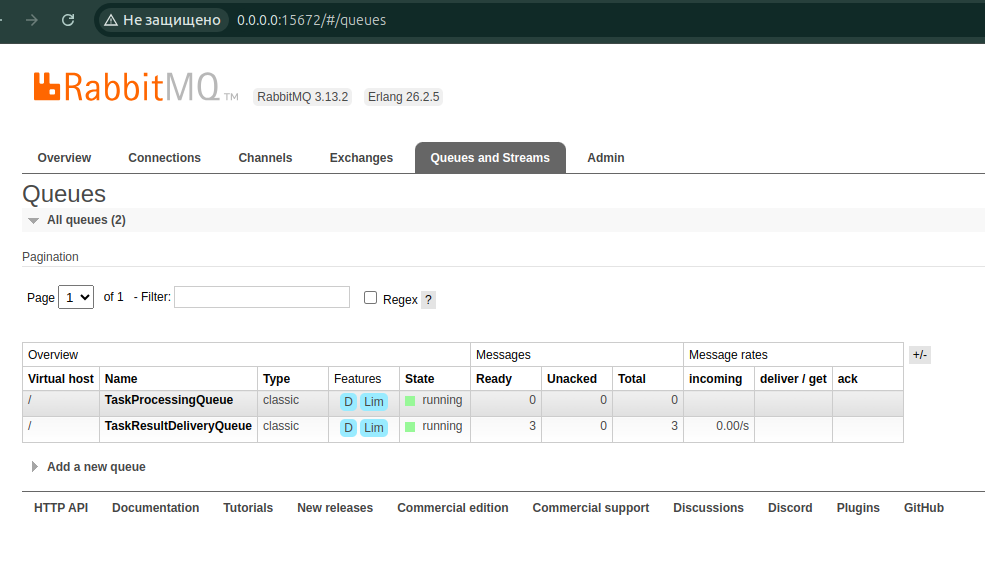 Не защищено 0.0.0.0:15672/#/queues
RabbitMQ TM RabbitMQ 3.13.2 Erlang 26.2.5
Overview Connections Channels Exchanges Queues and Streams Admin
Queues
All queues (2)
Pagination
Page 1 of 1 - Filter: Regex ?
Overview Messages Message rates +/-
Virtual host Name Type Features State Ready Unacked Total incoming deliver / get ack
/ TaskProcessingQueue classic D Lim running 0 0 0
/ TaskResultDeliveryQueue classic D Lim running 3 0 3 0.00/s
Add a new queue
HTTP API Documentation Tutorials New releases Commercial edition Commercial support Discussions Discord Plugins GitHub